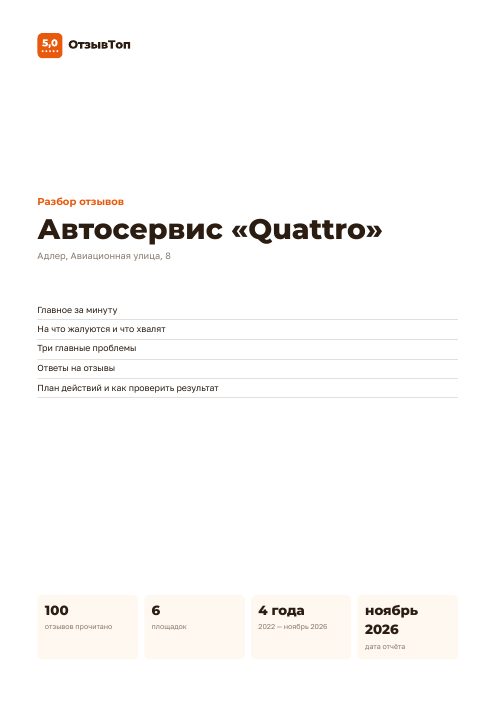 5,0
ОтзывТоп
Разбор отзывов
Автосервис «Quattro»
Адлер, Авиационная улица, 8
Главное за минуту
На что жалуются и что хвалят
Три главные проблемы
Ответы на отзывы
План действий и как проверить результат
100
отзывов прочитано
6
площадок
4 года
2022 — ноябрь 2026
ноябрь
2026
дата отчёта